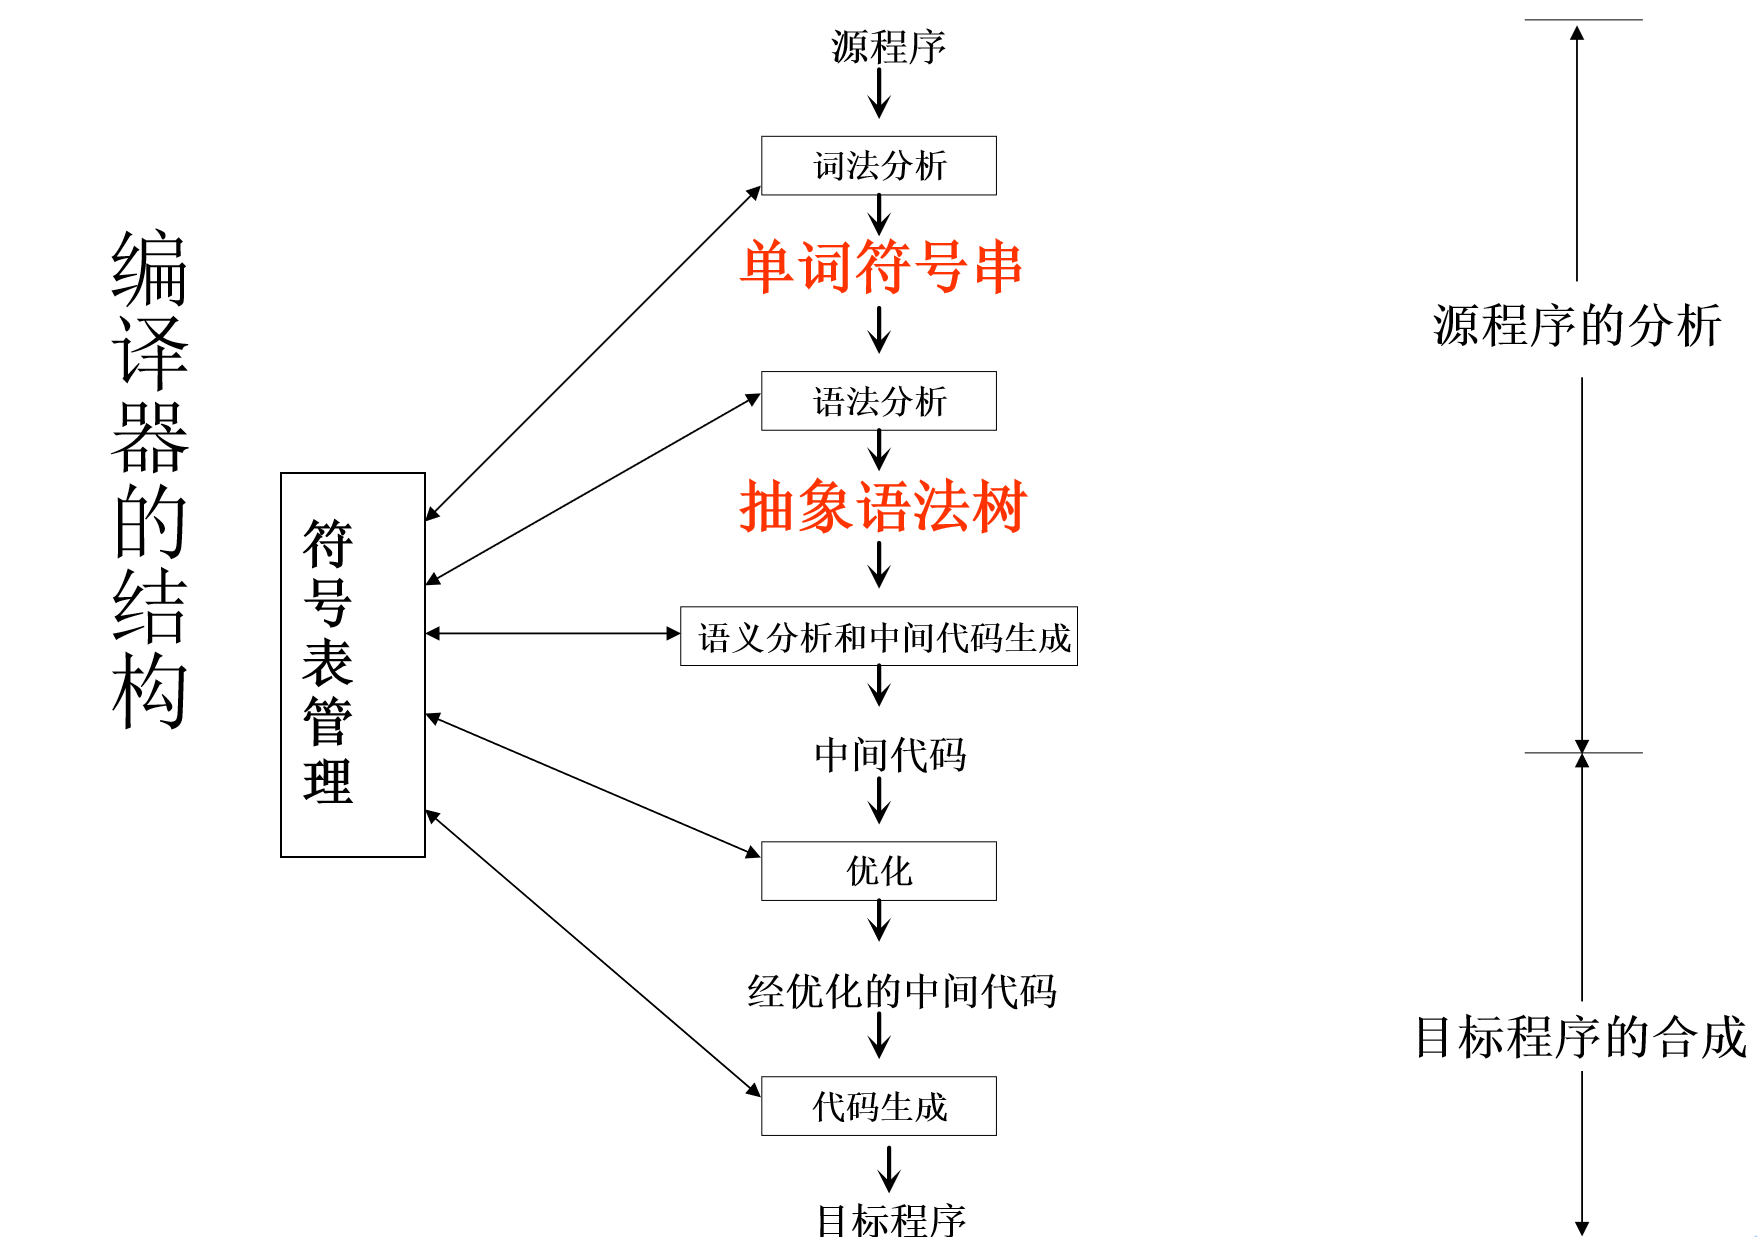 编译器的结构
源程序
词法分析
单词符号串
语法分析
抽象语法树
语义分析和中间代码生成
中间代码
优化
经优化的中间代码
代码生成
目标程序
符号表管理
源程序的分析
目标程序的合成